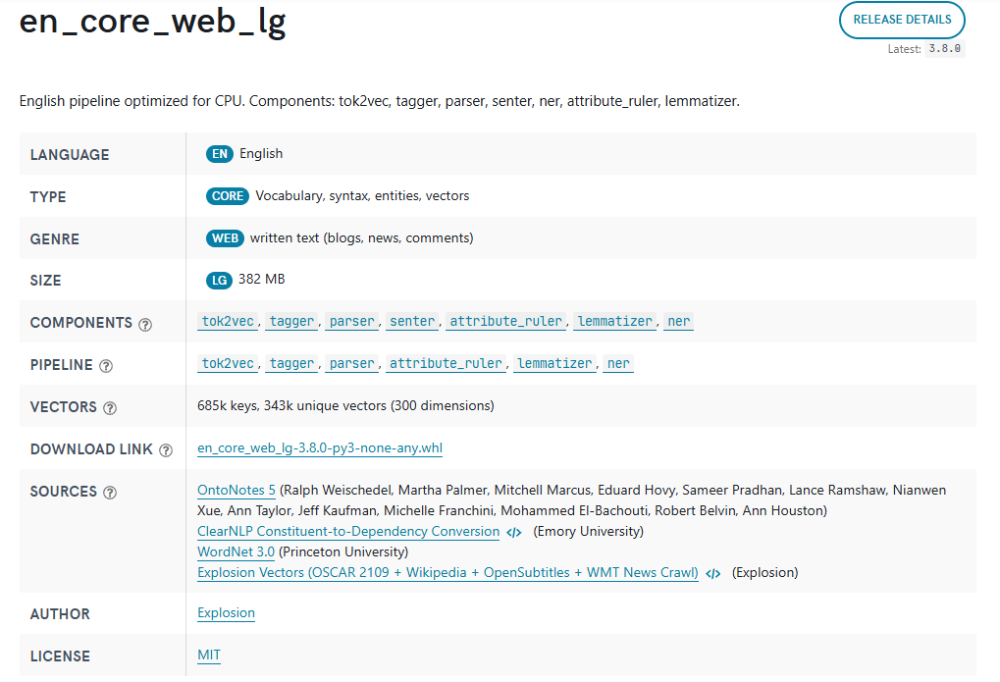 en_core_web_lg
RELEASE DETAILS
Latest: 3.8.0
English pipeline optimized for CPU. Components: tok2vec, tagger, parser, senter, ner, attribute_ruler, lemmatizer.
LANGUAGE EN English
TYPE CORE Vocabulary, syntax, entities, vectors
GENRE WEB written text (blogs, news, comments)
SIZE LG 382 MB
COMPONENTS ? tok2vec, tagger, parser, senter, attribute_ruler, lemmatizer, ner
PIPELINE ? tok2vec, tagger, parser, attribute_ruler, lemmatizer, ner
VECTORS ? 685k keys, 343k unique vectors (300 dimensions)
DOWNLOAD LINK ? en_core_web_lg-3.8.0-py3-none-any.whl
SOURCES ? OntoNotes 5 (Ralph Weischedel, Martha Palmer, Mitchell Marcus, Eduard Hovy, Sameer Pradhan, Lance Ramshaw, Nianwen
Xue, Ann Taylor, Jeff Kaufman, Michelle Franchini, Mohammed El-Bachouti, Robert Belvin, Ann Houston)
ClearNLP Constituent-to-Dependency Conversion </> (Emory University)
WordNet 3.0 (Princeton University)
Explosion Vectors (OSCAR 2109 + Wikipedia + OpenSubtitles + WMT News Crawl) </> (Explosion)
AUTHOR Explosion
LICENSE MIT